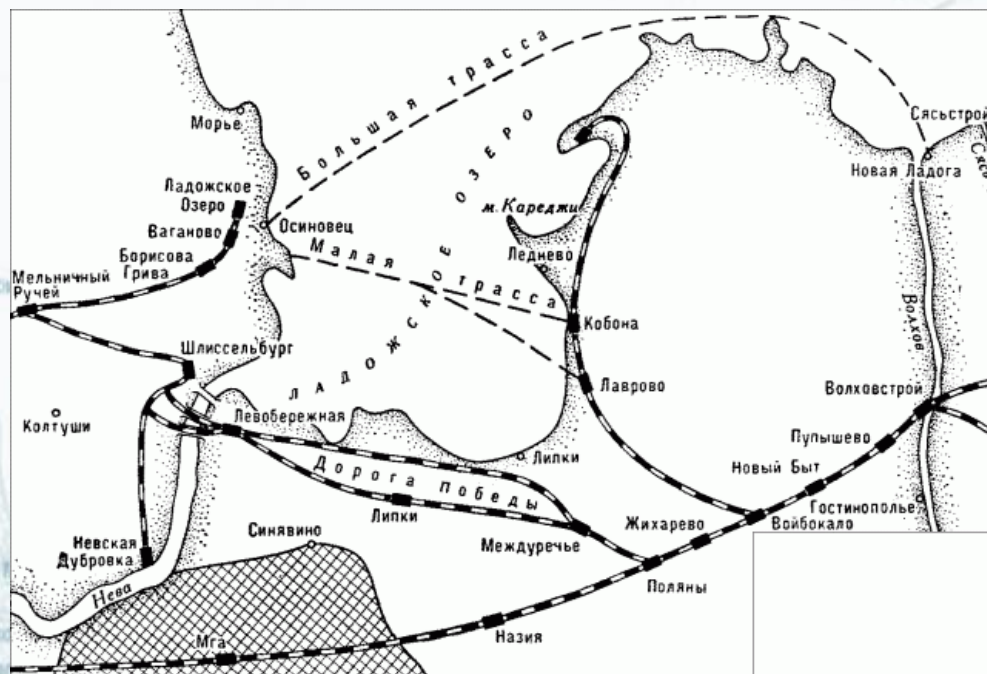 Большая трасса
Сясьстрой
Морье
Новая Ладога
Ладожское
Озеро
м. Кареджи
Осиновец
Ваганово
Малая трасса
Леднево
Борисова
Грива
Мельничный
Ручей
ЛАДОЖСКОЕ ОЗЕРО
Кобона
Волхов
Шлиссельбург
Лаврово
Волховстрой
Колтуши
Левобережная
Пупышево
Липки
Новый Быт
Дорога Победы
Гостинополье
Липки
Жихарево
Войбокало
Синявино
Междуречье
Невская
Дубровка
Поляны
Нева
Назия
Мга